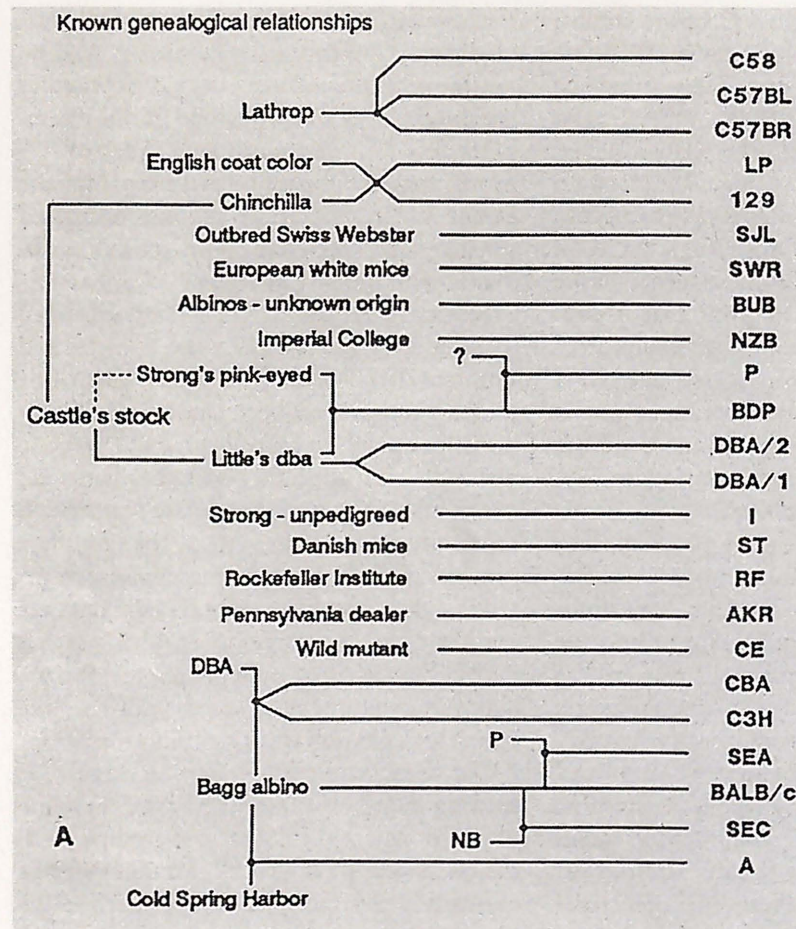 Known genealogical relationships
C58
C57BL
Lathrop
C57BR
English coat color
LP
Chinchilla
129
Outbred Swiss Webster
SJL
European white mice
SWR
Albinos - unknown origin
BUB
Imperial College
NZB
?
Strong's pink-eyed
P
Castle's stock
BDP
DBA/2
Little's dba
DBA/1
Strong - unpedigreed
I
Danish mice
ST
Rockefeller Institute
RF
Pennsylvania dealer
AKR
Wild mutant
CE
DBA
CBA
C3H
P
SEA
Bagg albino
BALB/c
SEC
A
NB
A
Cold Spring Harbor